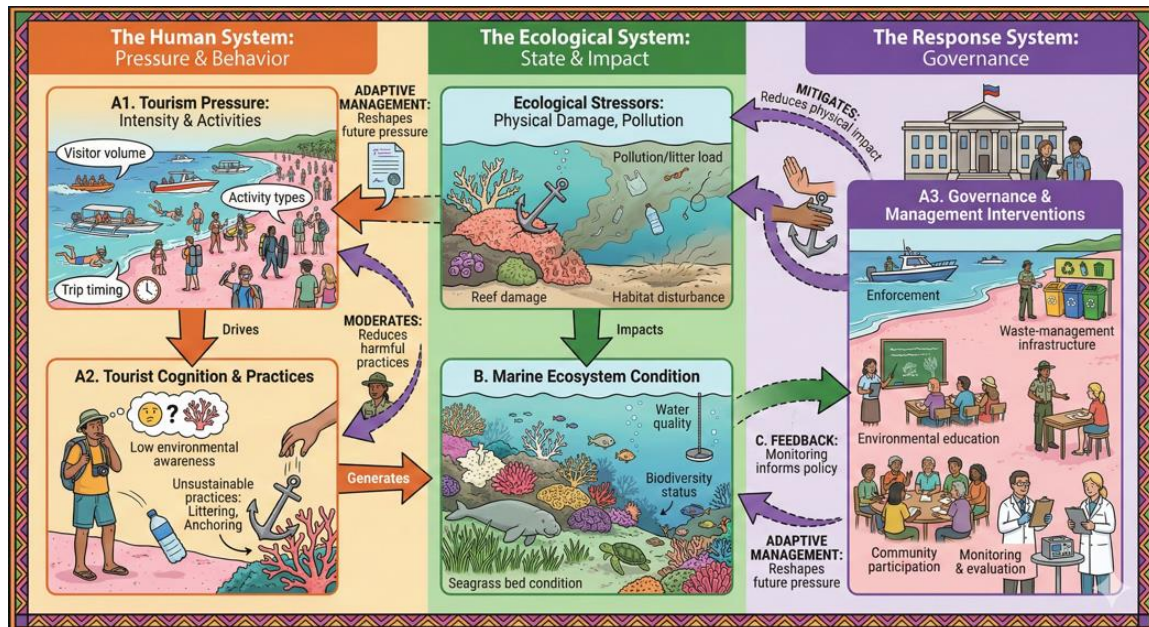 The Human System:
Pressure & Behavior
The Ecological System:
State & Impact
The Response System:
Governance
A1. Tourism Pressure:
Intensity & Activities
Visitor volume
Activity types
Trip timing
ADAPTIVE
MANAGEMENT:
Reshapes
future pressure
Ecological Stressors:
Physical Damage, Pollution
Pollution/litter load
Reef damage
Habitat disturbance
MITIGATES:
Reduces physical impact
A3. Governance &
Management Interventions
Enforcement
Waste-management
infrastructure
Environmental education
Community
participation
Monitoring
& evaluation
Drives
MODERATES:
Reduces
harmful
practices
Impacts
A2. Tourist Cognition & Practices
?
Low environmental
awareness
Unsustainable
practices:
Littering,
Anchoring
Generates
B. Marine Ecosystem Condition
Water
quality
Biodiversity
status
Seagrass bed condition
C. FEEDBACK:
Monitoring
informs policy
ADAPTIVE
MANAGEMENT:
Reshapes
future pressure